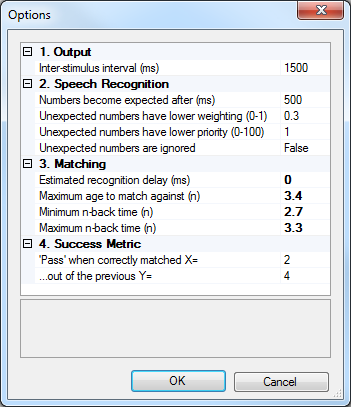 Options
1. Output
Inter-stimulus interval (ms) 1500
2. Speech Recognition
Numbers become expected after (ms) 500
Unexpected numbers have lower weighting (0-1) 0.3
Unexpected numbers have lower priority (0-100) 1
Unexpected numbers are ignored False
3. Matching
Estimated recognition delay (ms) 0
Maximum age to match against (n) 3.4
Minimum n-back time (n) 2.7
Maximum n-back time (n) 3.3
4. Success Metric
'Pass' when correctly matched X= 2
...out of the previous Y= 4
OK Cancel